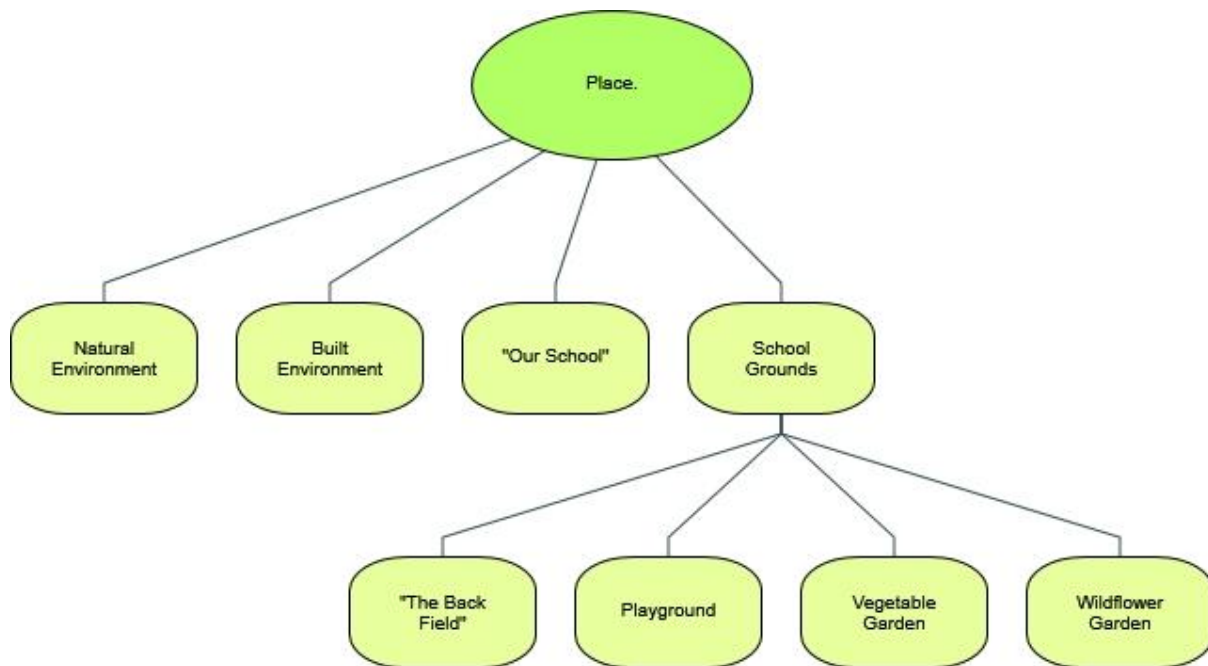 Place.
Natural
Environment
Built
Environment
"Our School"
School
Grounds
"The Back
Field"
Playground
Vegetable
Garden
Wildflower
Garden